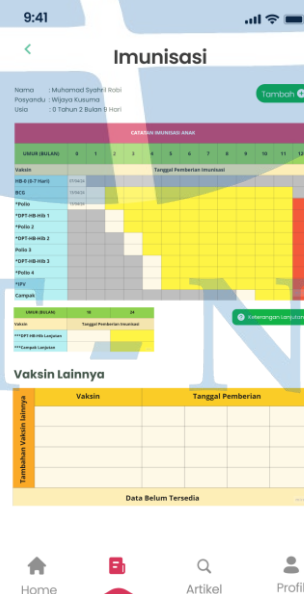 9:41
Imunisasi
Nama : Muhamad Syahril Robi
Posyandu : Wijaya Kusuma
Usia : 0 Tahun 2 Bulan 9 Hari
Tambah
CATATAN IMUNISASI ANAK
UMUR (BULAN) 0 1 2 3 4 5 6 7 8 9 10 11 12
Vaksin Tanggal Pemberian Imunisasi
HB-0 (0-7 Hari)
BCG
*Polio
*DPT-HB-Hib 1
*Polio 2
*DPT-HB-Hib 2
Polio 3
*DPT-HB-Hib 3
*Polio 4
*IPV
Campak
UMUR (BULAN) 18 24
Vaksin Tanggal Pemberian Imunisasi
***DPT-HB-Hib Lanjutan
***Campak Lanjutan
Keterangan Lanjutan
Vaksin Lainnya
Tambahan Vaksin lainnya
Vaksin Tanggal Pemberian
Data Belum Tersedia
Home Artikel Profil